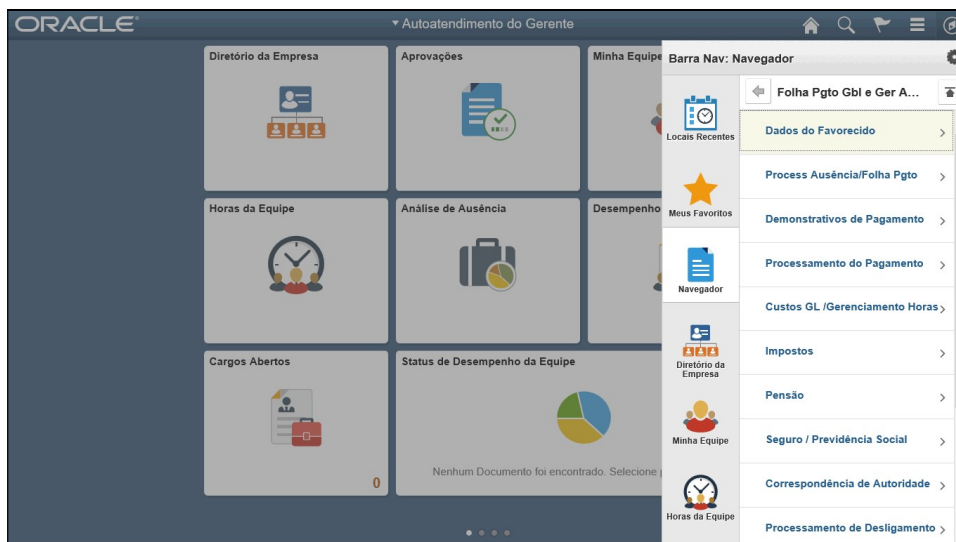 ORACLE
Autoatendimento do Gerente
Diretório da Empresa
Aprovações
Minha Equipe
Horas da Equipe
Análise de Ausência
Desempenho
Cargos Abertos
0
Status de Desempenho da Equipe
Nenhum Documento foi encontrado. Selecione
Barra Nav: Navegador
Locais Recentes
Meus Favoritos
Navegador
Diretório da
Empresa
Minha Equipe
Horas da Equipe
Folha Pgto Gbl e Ger A...
Dados do Favorecido
Process Ausência/Folha Pgto
Demonstrativos de Pagamento
Processamento do Pagamento
Custos GL /Gerenciamento Horas
Impostos
Pensão
Seguro / Previdência Social
Correspondência de Autoridade
Processamento de Desligamento